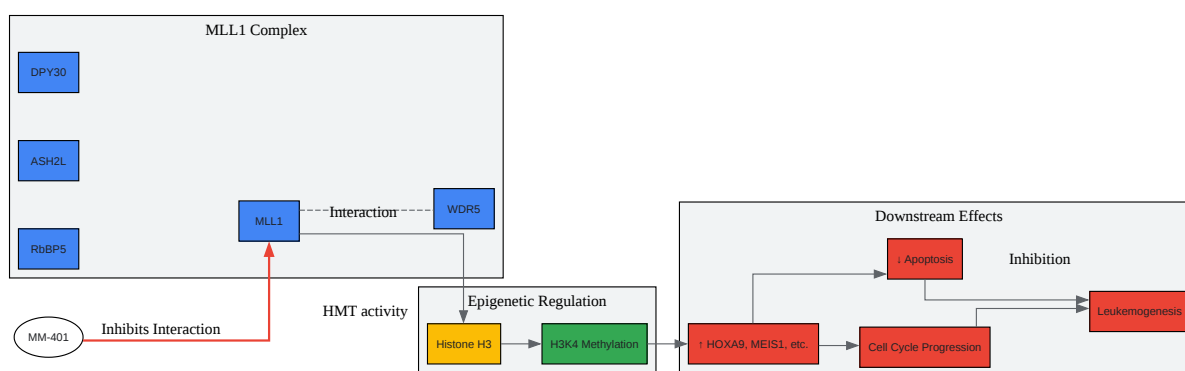 MLL1 Complex
DPY30
ASH2L
RbBP5
MLL1
Interaction
WDR5
MM-401
Inhibits Interaction
HMT activity
Epigenetic Regulation
Histone H3
H3K4 Methylation
Downstream Effects
↓ Apoptosis
Inhibition
Leukemogenesis
↑ HOXA9, MEIS1, etc.
Cell Cycle Progression